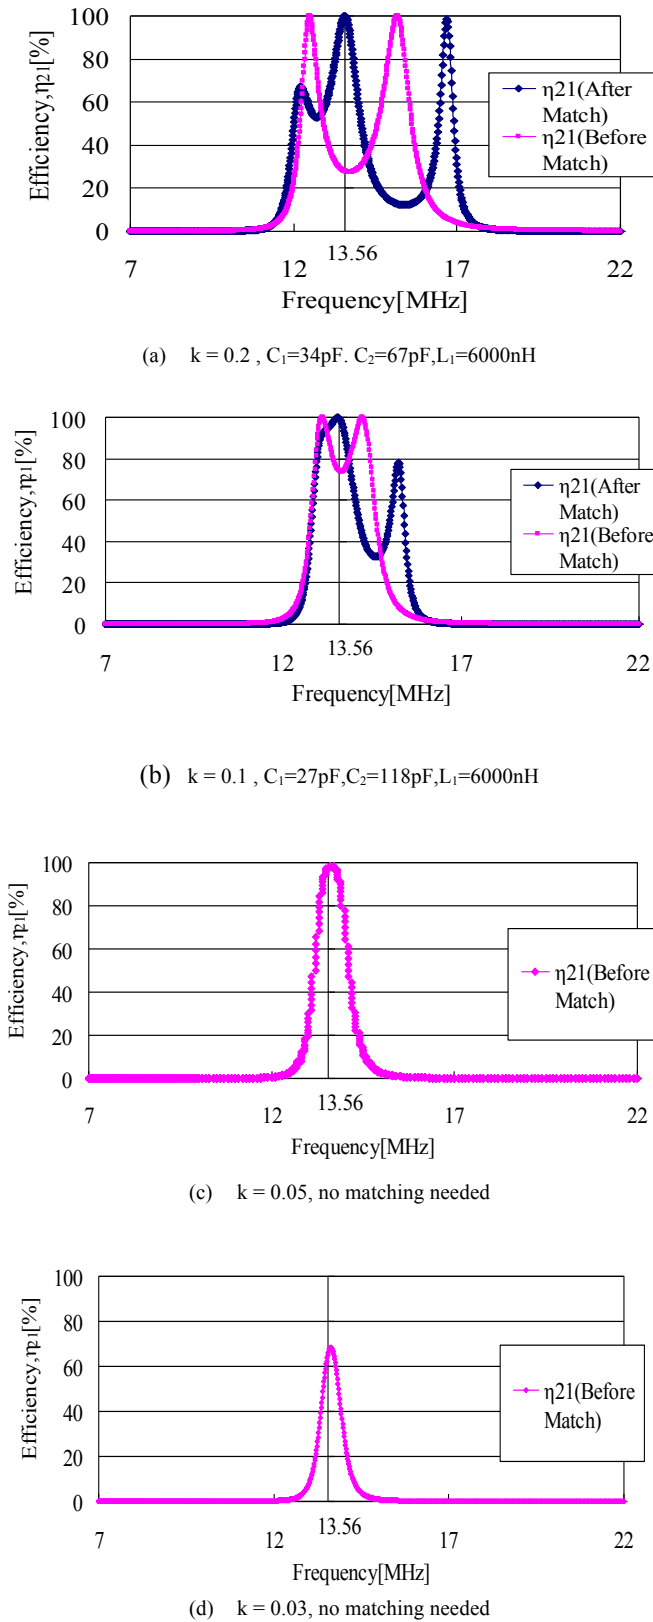 100
80
60
40
20
0
Efficiency,η21[%]
η21(After
Match)
η21(Before
Match)
13.56
7
12
17
22
Frequency[MHz]
(a) k = 0.2 , C₁=34pF. C₂=67pF,L₁=6000nH
100
80
60
40
20
0
Efficiency,η21[%]
η21(After
Match)
η21(Before
Match)
13.56
7
12
17
22
Frequency[MHz]
(b) k = 0.1 , C₁=27pF,C₂=118pF,L₁=6000nH
100
80
60
40
20
0
Efficiency,η21[%]
η21(Before
Match)
13.56
7
12
17
22
Frequency[MHz]
(c) k = 0.05, no matching needed
100
80
60
40
20
0
Efficiency,η21[%]
η21(Before
Match)
13.56
7
12
17
22
Frequency[MHz]
(d) k = 0.03, no matching needed